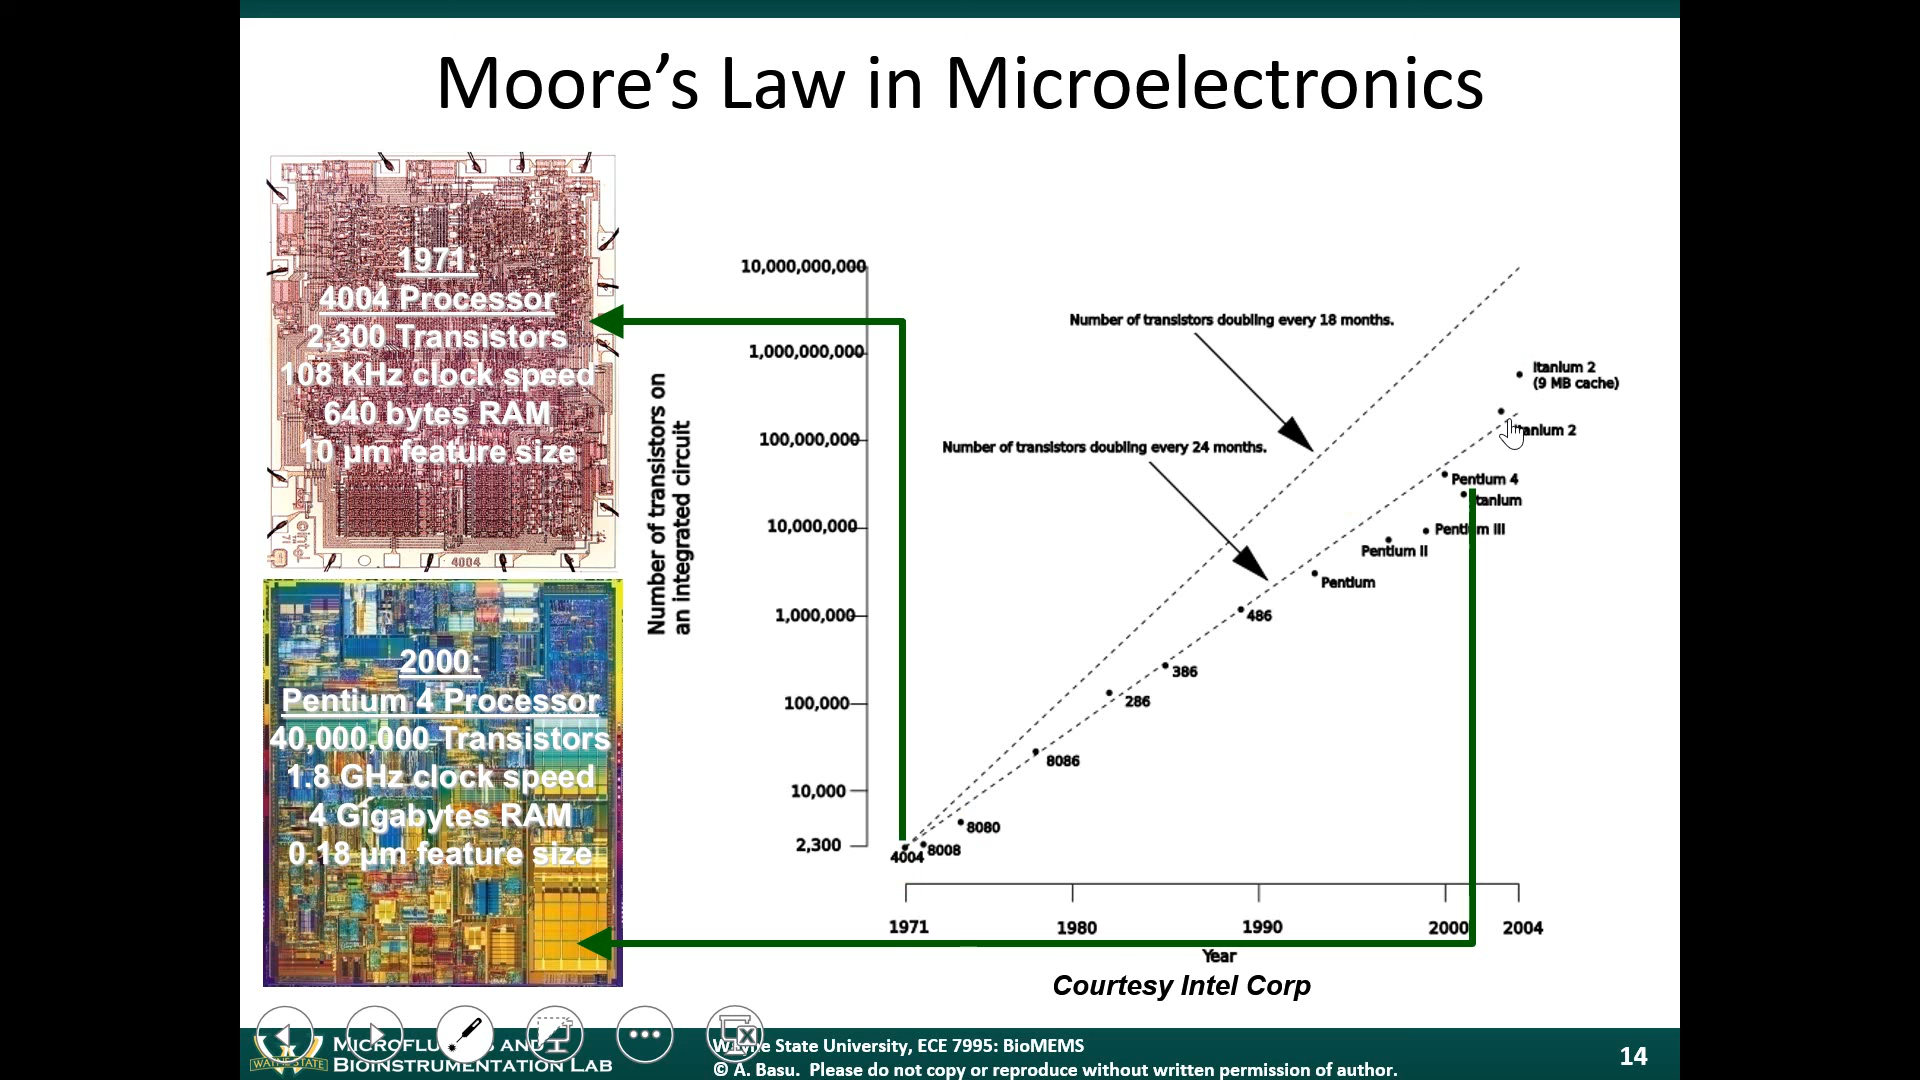 Moore's Law in Microelectronics
1971:
4004 Processor
2,300 Transistors
108 KHz clock speed
640 bytes RAM
10 µm feature size
intel
4004
2000:
Pentium 4 Processor
40,000,000 Transistors
1.8 GHz clock speed
4 Gigabytes RAM
0.18 µm feature size
Number of transistors on
an integrated circuit
10,000,000,000
1,000,000,000
100,000,000
10,000,000
1,000,000
100,000
10,000
2,300
Number of transistors doubling every 18 months.
Number of transistors doubling every 24 months.
Itanium 2
(9 MB cache)
Pentium 4
Pentium III
Pentium II
Pentium
486
386
286
8086
8080
8008
4004
1971
1980
1990
2000
2004
Year
Courtesy Intel Corp
WAYNE STATE
BIOINSTRUMENTATION LAB
State University, ECE 7995: BioMEMS
© A. Basu. Please do not copy or reproduce without written permission of author.
14